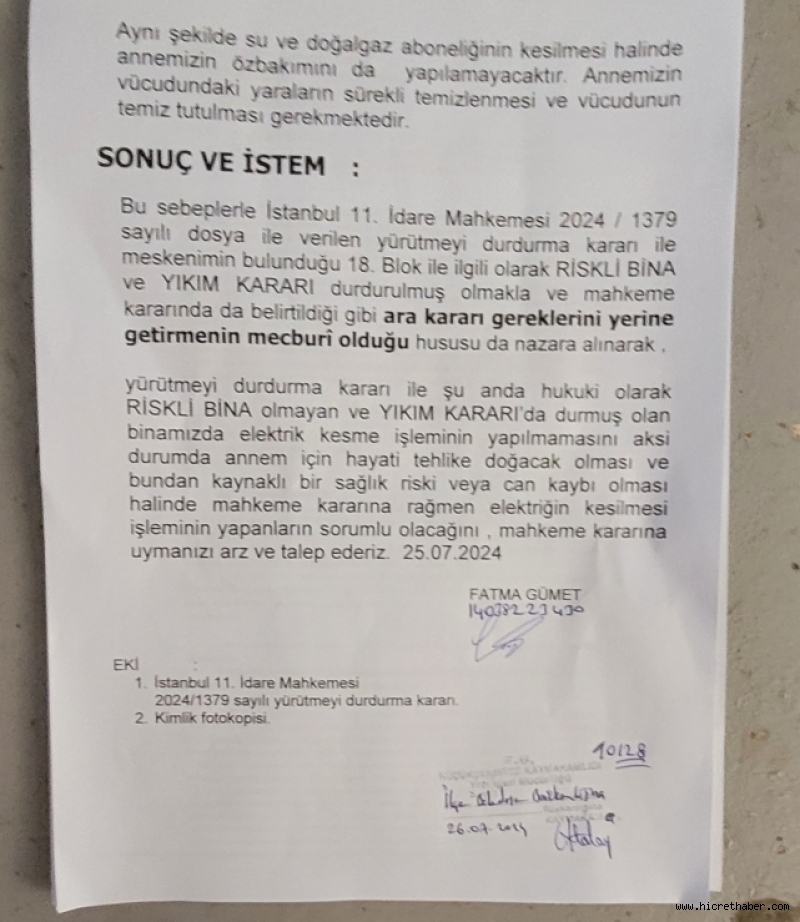 Aynı şekilde su ve doğalgaz aboneliğinin kesilmesi halinde
annemizin özbakımını da yapılamayacaktır. Annemizin
vücudundaki yaraların sürekli temizlenmesi ve vücudunun
temiz tutulması gerekmektedir.
SONUÇ VE İSTEM :
Bu sebeplerle İstanbul 11. İdare Mahkemesi 2024 / 1379
sayılı dosya ile verilen yürütmeyi durdurma kararı ile
meskenimin bulunduğu 18. Blok ile ilgili olarak RİSKLİ BİNA
ve YIKIM KARARI durdurulmuş olmakla ve mahkeme
kararında da belirtildiği gibi ara kararı gereklerini yerine
getirmenin mecburî olduğu hususu da nazara alınarak ,
yürütmeyi durdurma kararı ile şu anda hukuki olarak
RİSKLİ BİNA olmayan ve YIKIM KARARI'da durmuş olan
binamızda elektrik kesme işleminin yapılmamasını aksi
durumda annem için hayati tehlike doğacak olması ve
bundan kaynaklı bir sağlık riski veya can kaybı olması
halinde mahkeme kararına rağmen elektriğin kesilmesi
işleminin yapanların sorumlu olacağını , mahkeme kararına
uymanızı arz ve talep ederiz. 25.07.2024
FATMA GÜMET
14038223430
EKİ :
1. İstanbul 11. İdare Mahkemesi
2024/1379 sayılı yürütmeyi durdurma kararı.
2. Kimlik fotokopisi.
10128
T.C.
İlçe
26.07.2024
www.hicrethaber.com